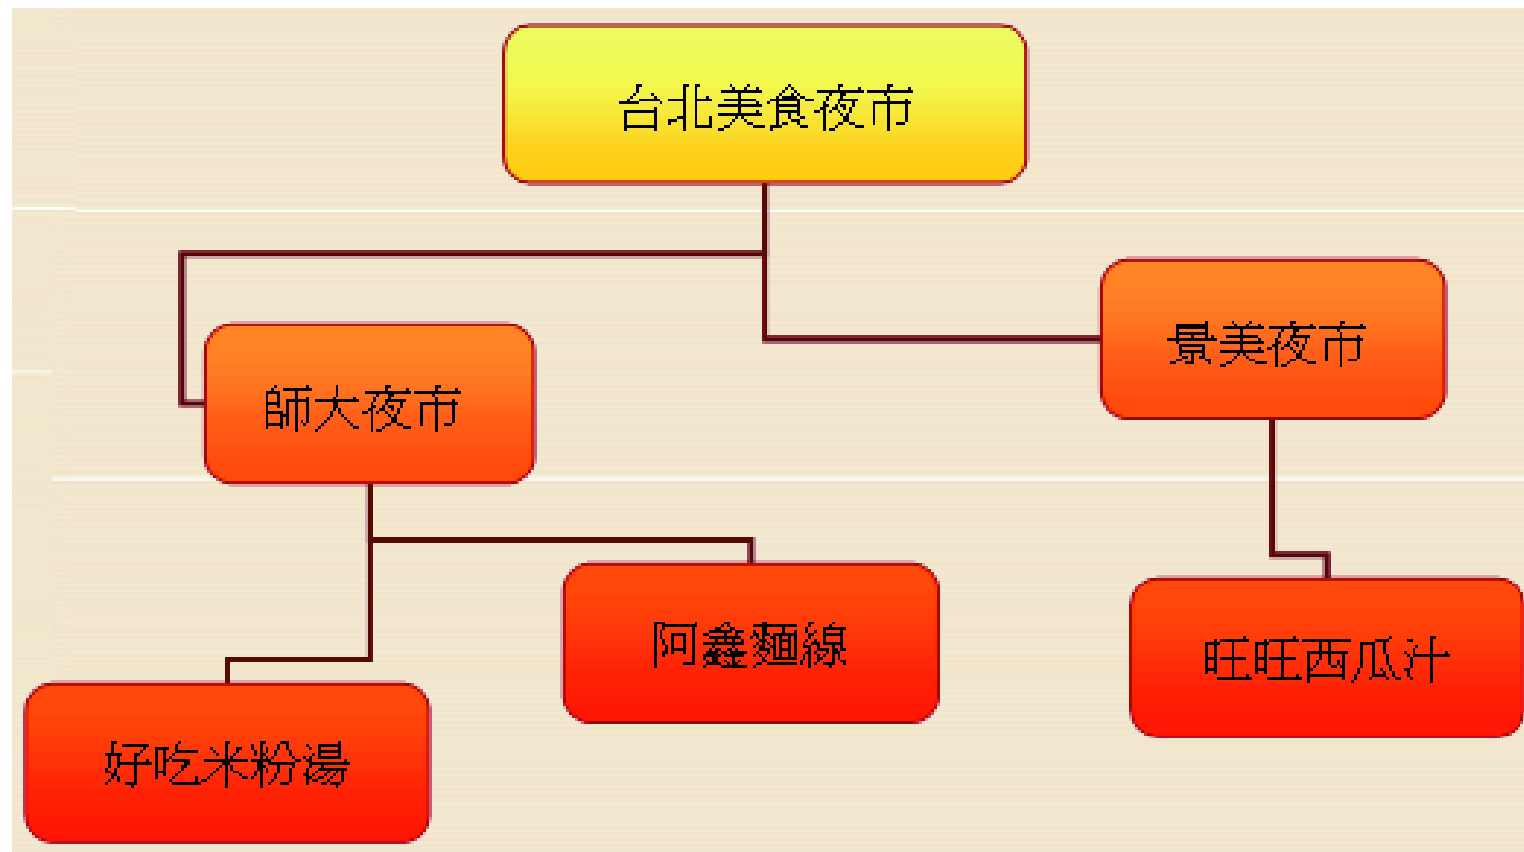 台北美食夜市
景美夜市
師大夜市
阿鑫麵線
旺旺西瓜汁
好吃米粉湯